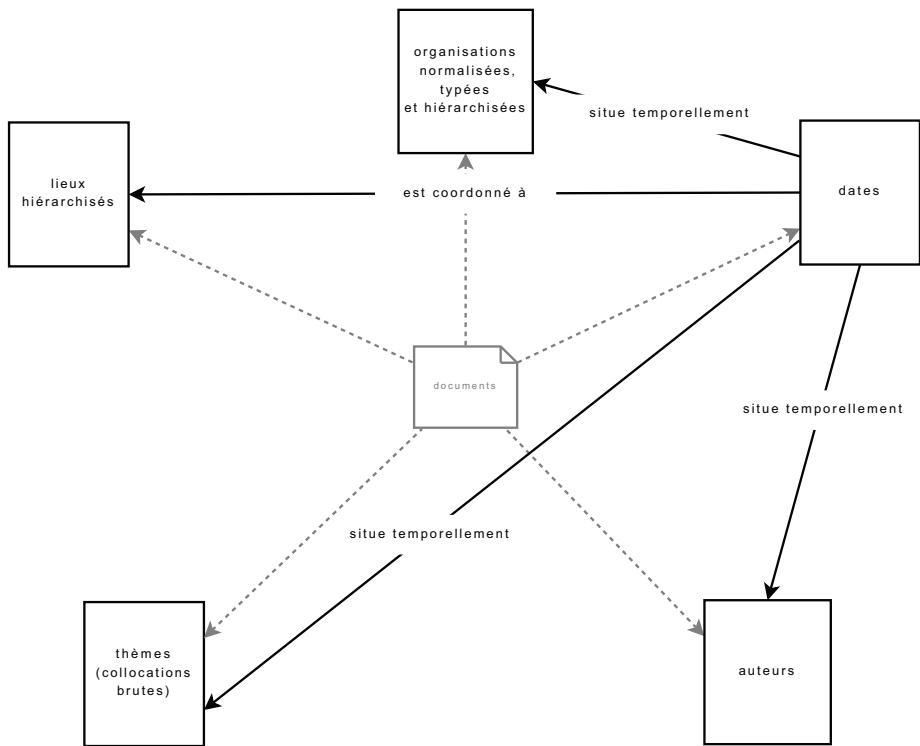 organisations
normalisées,
typées
et hiérarchisées
situe temporellement
lieux
hiérarchisés
est coordonné à
dates
documents
situe temporellement
situe temporellement
thèmes
(collocations
brutes)
auteurs